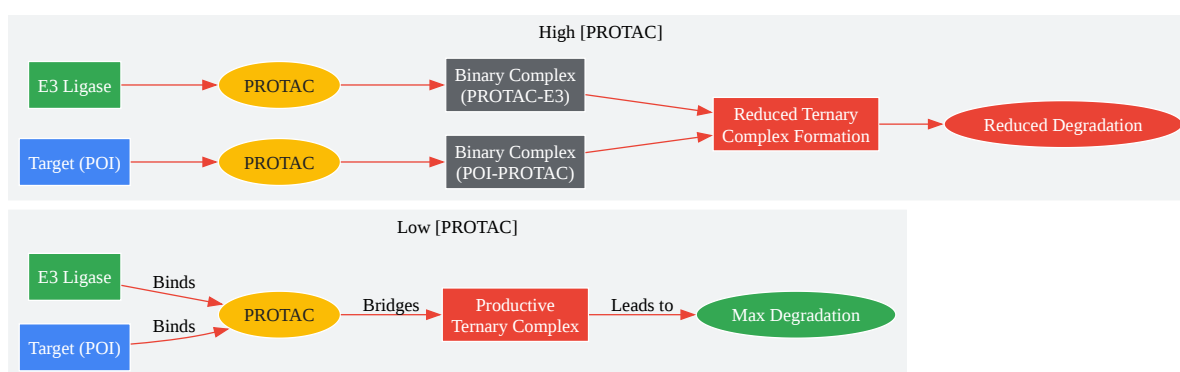 High [PROTAC]
E3 Ligase
PROTAC
Binary Complex
(PROTAC-E3)
Target (POI)
PROTAC
Binary Complex
(POI-PROTAC)
Reduced Ternary
Complex Formation
Reduced Degradation
Low [PROTAC]
E3 Ligase
Binds
Target (POI)
Binds
PROTAC
Bridges
Productive
Ternary Complex
Leads to
Max Degradation